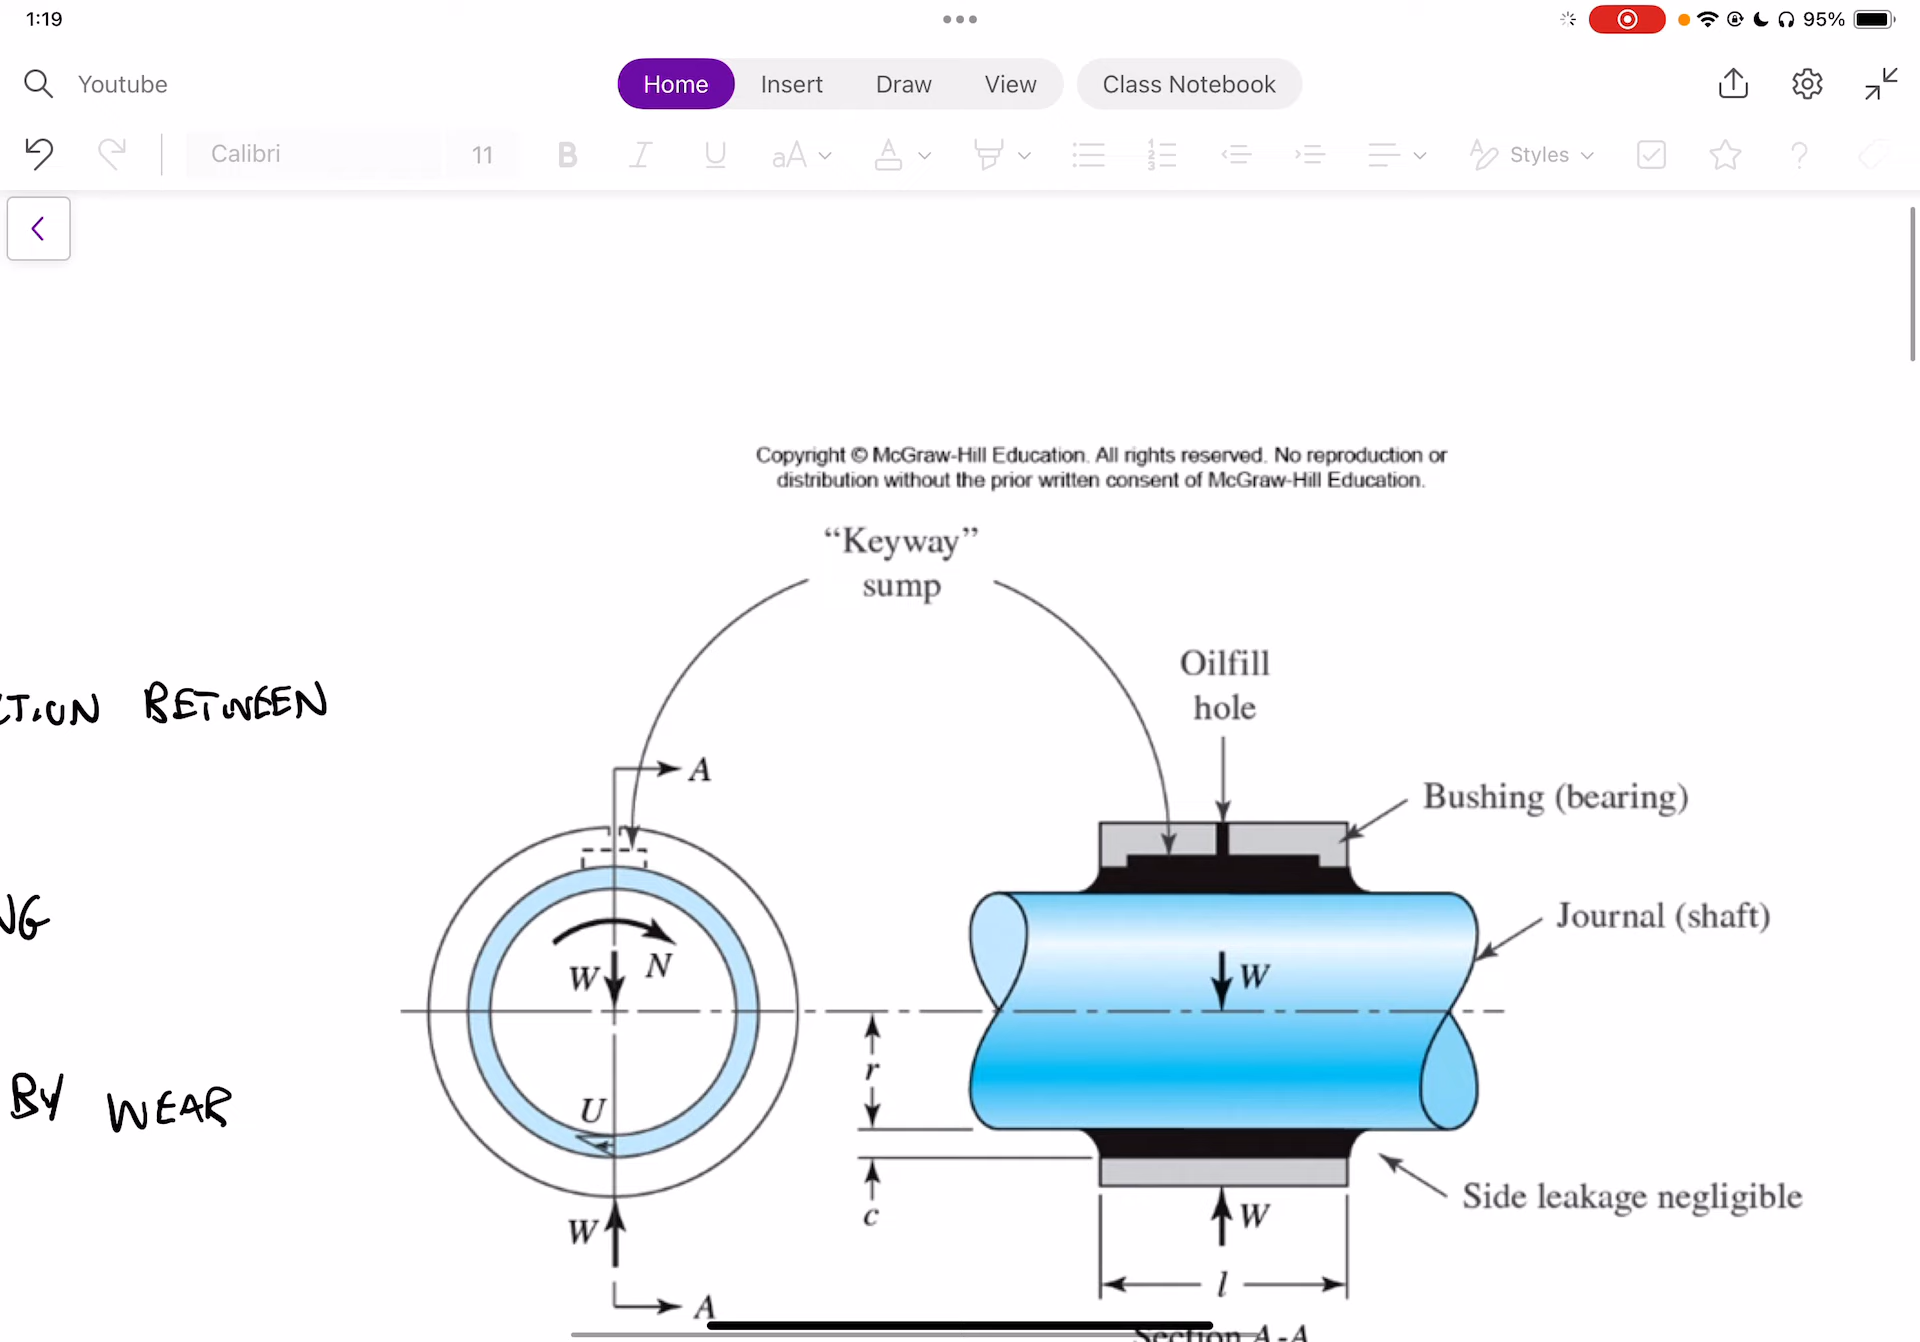 1:19
95%
Youtube
Home
Insert
Draw
View
Class Notebook
Calibri
11
B
I
U
aA
A
Styles
?
Copyright © McGraw-Hill Education. All rights reserved. No reproduction or
distribution without the prior written consent of McGraw-Hill Education.
“Keyway”
sump
Oilfill
hole
BETWEEN
A
Bushing (bearing)
Journal (shaft)
W
N
W
r
BY WEAR
U
Side leakage negligible
c
W
W
l
A
Section A-A